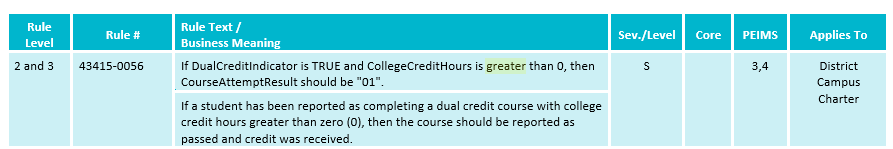 Rule Level
Rule #
Rule Text /
Business Meaning
Sev./Level
Core
PEIMS
Applies To
2 and 3
43415-0056
If DualCreditIndicator is TRUE and CollegeCreditHours is greater than 0, then
CourseAttemptResult should be "01".
S
3,4
District
Campus
Charter
If a student has been reported as completing a dual credit course with college
credit hours greater than zero (0), then the course should be reported as
passed and credit was received.